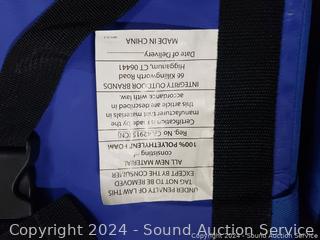 UNDER PENALTY OF LAW THIS
TAG NOT TO BE REMOVED
EXCEPT BY THE CONSUMER
ALL NEW MATERIAL
consisting of
100% POLYETHYLENE FOAM
Reg. No.
Certification is made by the
manufacturer that materials in
this article are described in
accordance with law.
INTEGRITY OUTDOOR BRANDS
66 Killingworth Road
Higganum, CT 06441
Date of Delivery
MADE IN CHINA
Copyright 2024 - Sound Auction Service